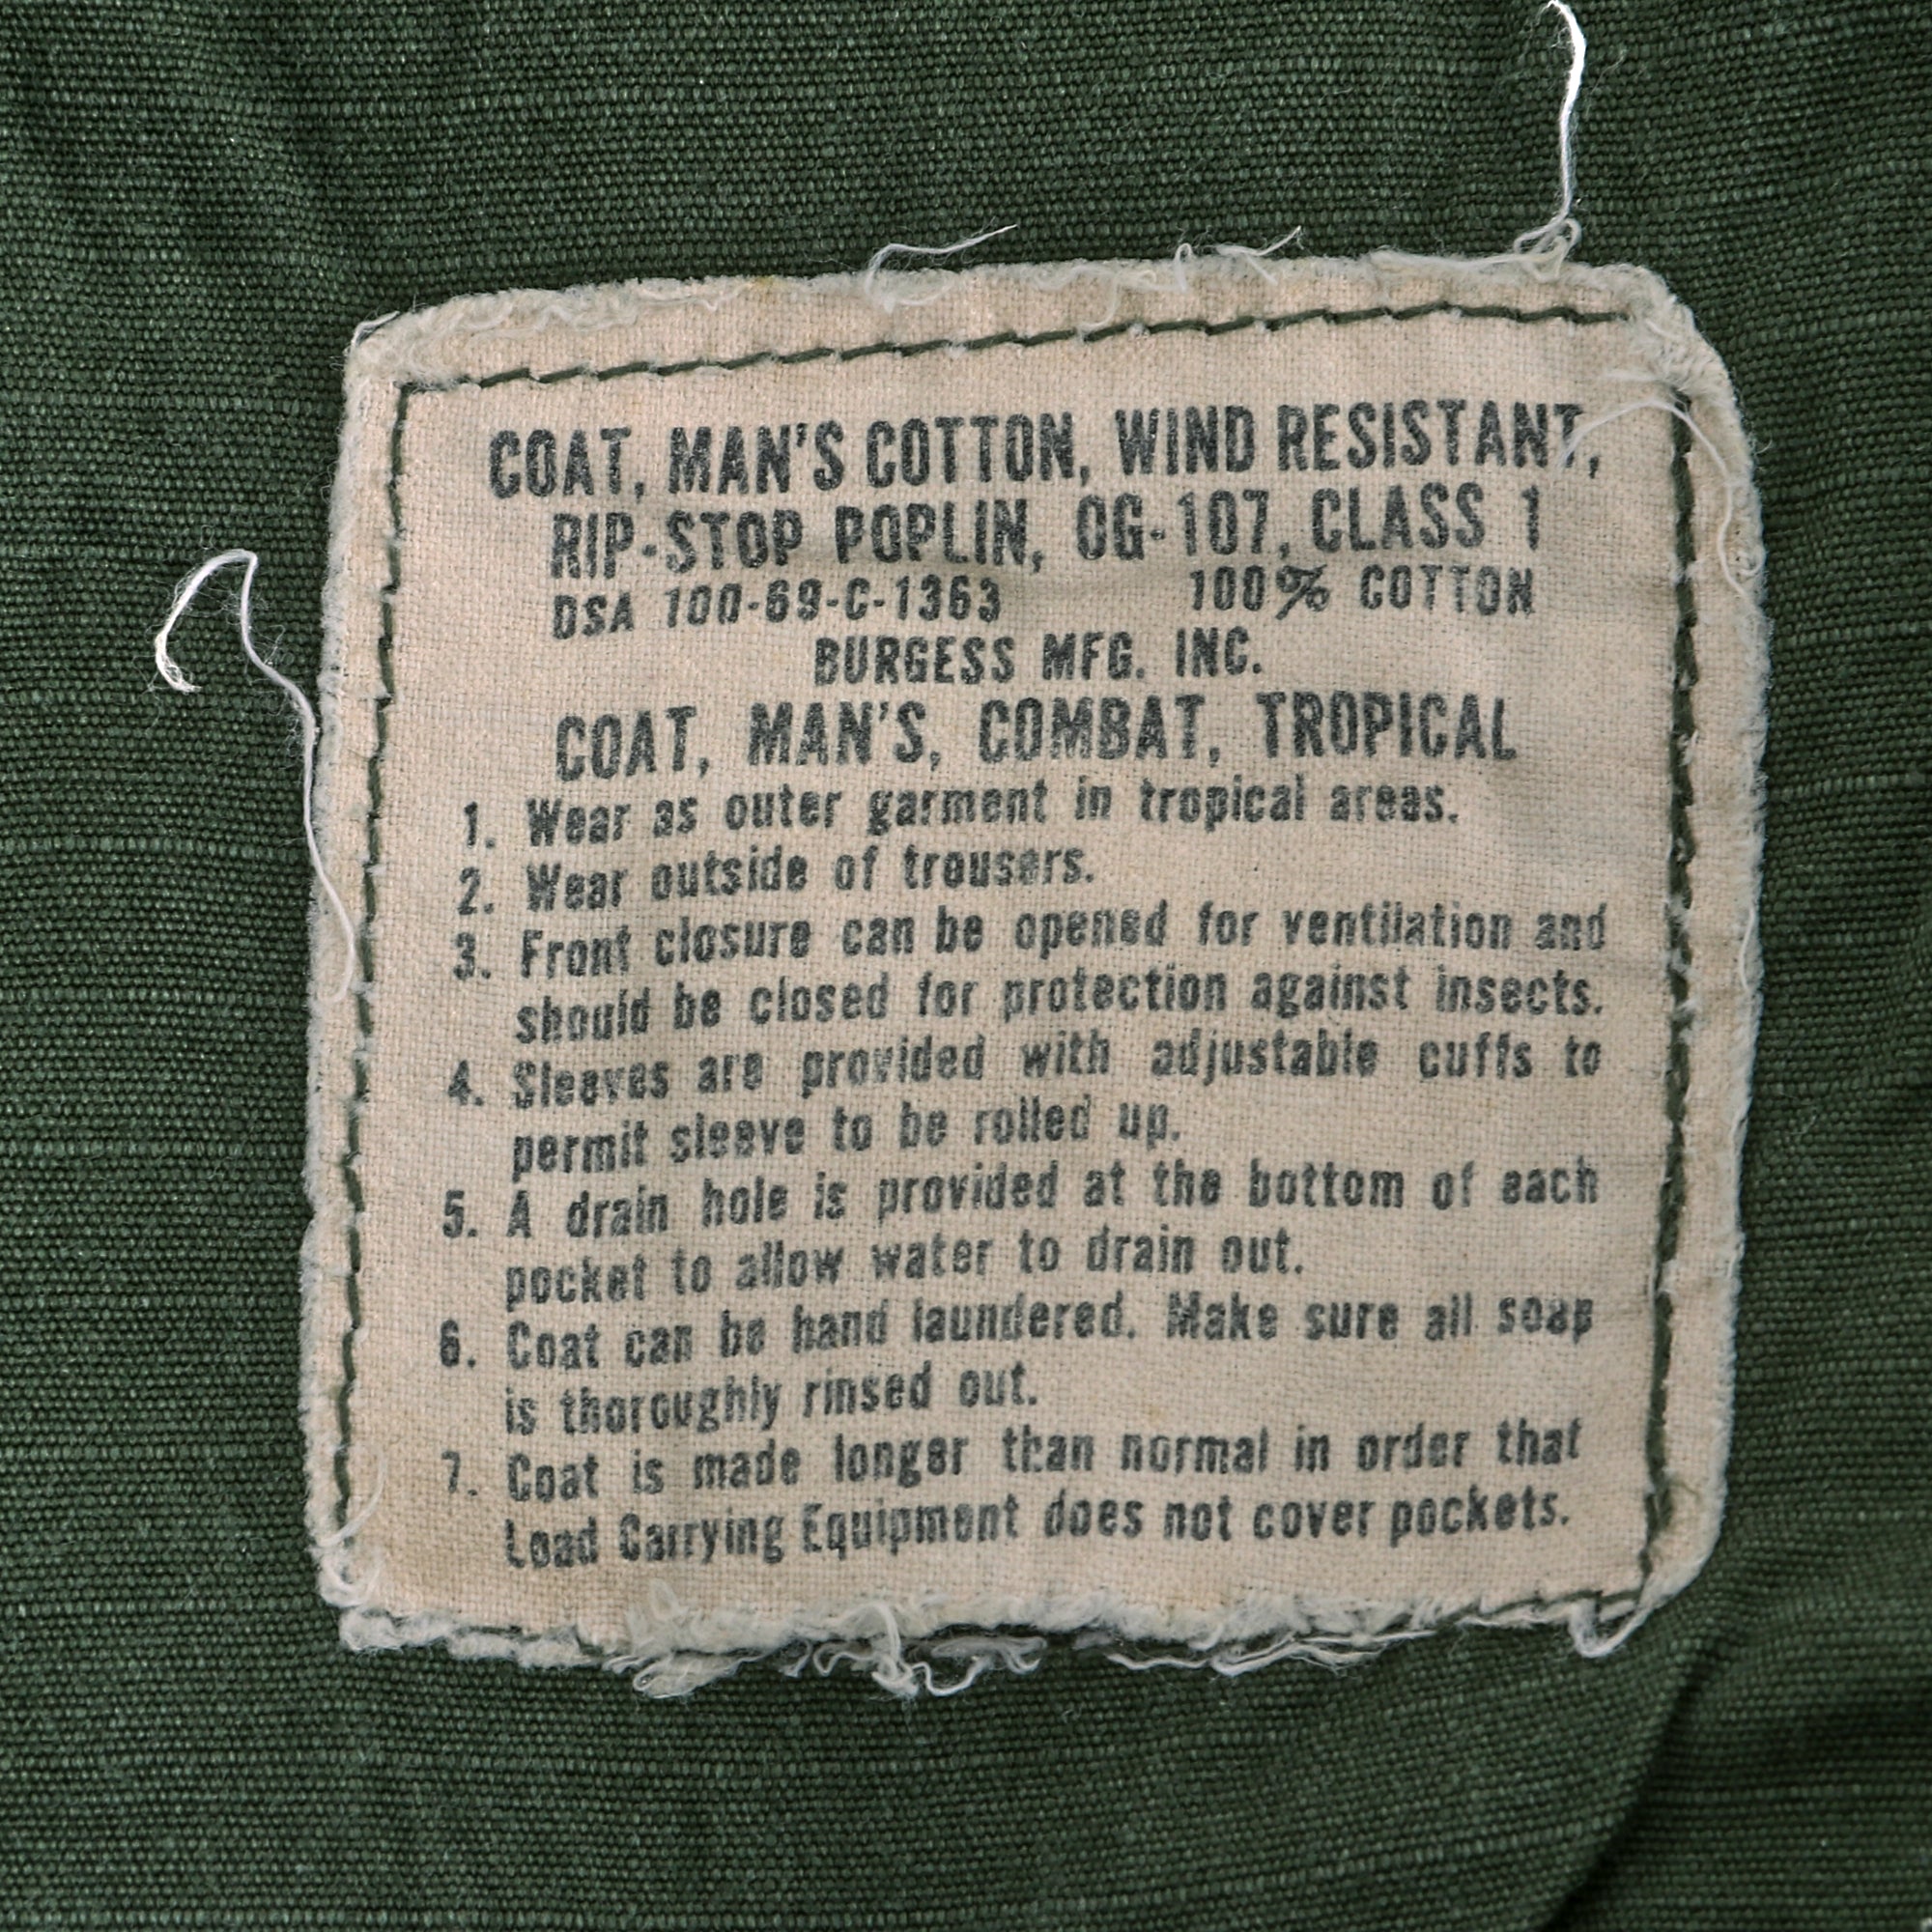 COAT, MAN'S COTTON, WIND RESISTANT,
RIP-STOP POPLIN, OG-107, CLASS 1
DSA 100-69-C-1363 100% COTTON
BURGESS MFG. INC.
COAT, MAN'S, COMBAT, TROPICAL
1. Wear as outer garment in tropical areas.
2. Wear outside of trousers.
3. Front closure can be opened for ventilation and
should be closed for protection against insects.
4. Sleeves are provided with adjustable cuffs to
permit sleeve to be rolled up.
5. A drain hole is provided at the bottom of each
pocket to allow water to drain out.
6. Coat can be hand laundered. Make sure all soap
is thoroughly rinsed out.
7. Coat is made longer than normal in order that
Load Carrying Equipment does not cover pockets.